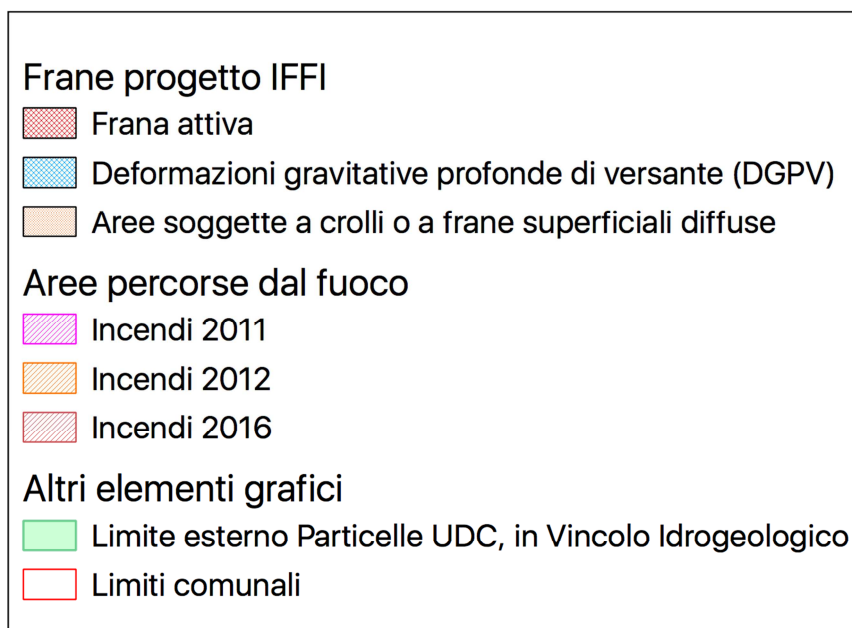 Frane progetto IFFI
Frana attiva
Deformazioni gravitative profonde di versante (DGPV)
Aree soggette a crolli o a frane superficiali diffuse
Aree percorse dal fuoco
Incendi 2011
Incendi 2012
Incendi 2016
Altri elementi grafici
Limite esterno Particelle UDC, in Vincolo Idrogeologico
Limiti comunali